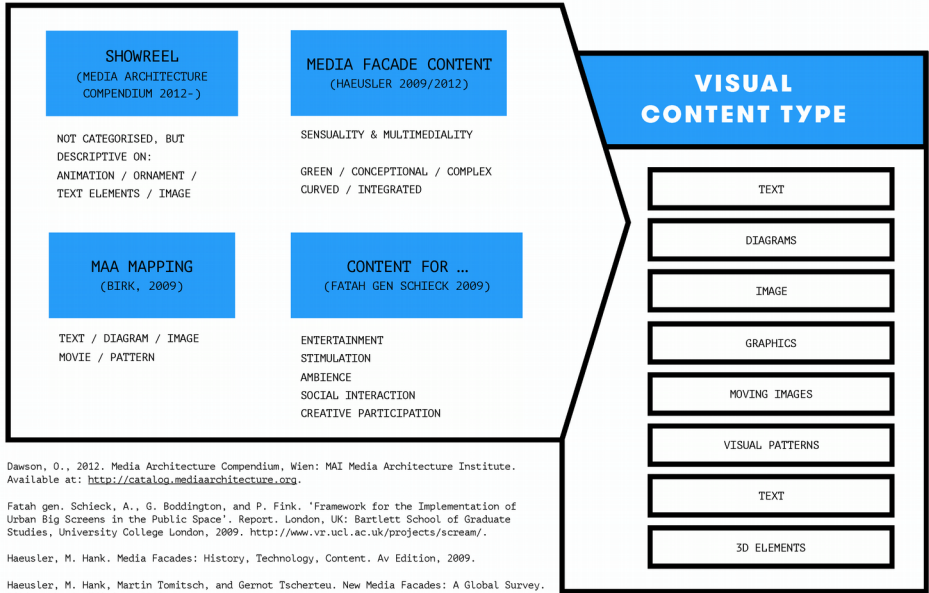 SHOWREEL
(MEDIA ARCHITECTURE
COMPENDIUM 2012-)
NOT CATEGORISED, BUT
DESCRIPTIVE ON:
ANIMATION / ORNAMENT /
TEXT ELEMENTS / IMAGE
MEDIA FACADE CONTENT
(HAEUSLER 2009/2012)
SENSUALITY & MULTIMEDIALITY
GREEN / CONCEPTIONAL / COMPLEX
CURVED / INTEGRATED
MAA MAPPING
(BIRK, 2009)
TEXT / DIAGRAM / IMAGE
MOVIE / PATTERN
CONTENT FOR ...
(FATAH GEN SCHIECK 2009)
ENTERTAINMENT
STIMULATION
AMBIENCE
SOCIAL INTERACTION
CREATIVE PARTICIPATION
VISUAL
CONTENT TYPE
TEXT
DIAGRAMS
IMAGE
GRAPHICS
MOVING IMAGES
VISUAL PATTERNS
TEXT
3D ELEMENTS
Dawson, O., 2012. Media Architecture Compendium, Wien: MAI Media Architecture Institute.
Available at: http://catalog.mediaarchitecture.org.
Fatah gen. Schieck, A., G. Boddington, and P. Fink. 'Framework for the Implementation of
Urban Big Screens in the Public Space'. Report. London, UK: Bartlett School of Graduate
Studies, University College London, 2009. http://www.vr.ucl.ac.uk/projects/scream/.
Haeusler, M. Hank. Media Facades: History, Technology, Content. Av Edition, 2009.
Haeusler, M. Hank, Martin Tomitsch, and Gernot Tscherteu. New Media Facades: A Global Survey.